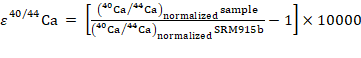 ε⁴⁰/⁴⁴Ca = [ (⁴⁰Ca/⁴⁴Ca)normalized sample / (⁴⁰Ca/⁴⁴Ca)normalized SRM915b − 1 ] × 10000